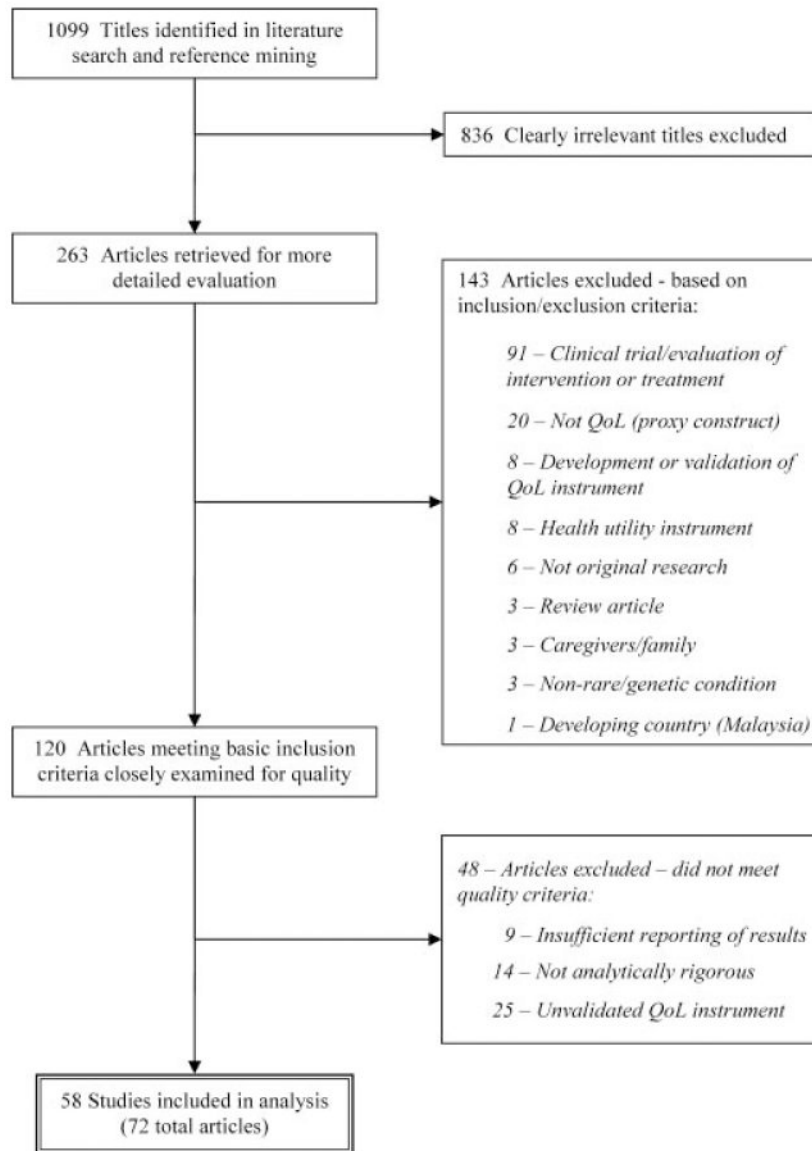 1099 Titles identified in literature
search and reference mining
836 Clearly irrelevant titles excluded
263 Articles retrieved for more
detailed evaluation
143 Articles excluded - based on
inclusion/exclusion criteria:
91 – Clinical trial/evaluation of
intervention or treatment
20 – Not QoL (proxy construct)
8 – Development or validation of
QoL instrument
8 – Health utility instrument
6 – Not original research
3 – Review article
3 – Caregivers/family
3 – Non-rare/genetic condition
1 – Developing country (Malaysia)
120 Articles meeting basic inclusion
criteria closely examined for quality
48 – Articles excluded – did not meet
quality criteria:
9 – Insufficient reporting of results
14 – Not analytically rigorous
25 – Unvalidated QoL instrument
58 Studies included in analysis
(72 total articles)